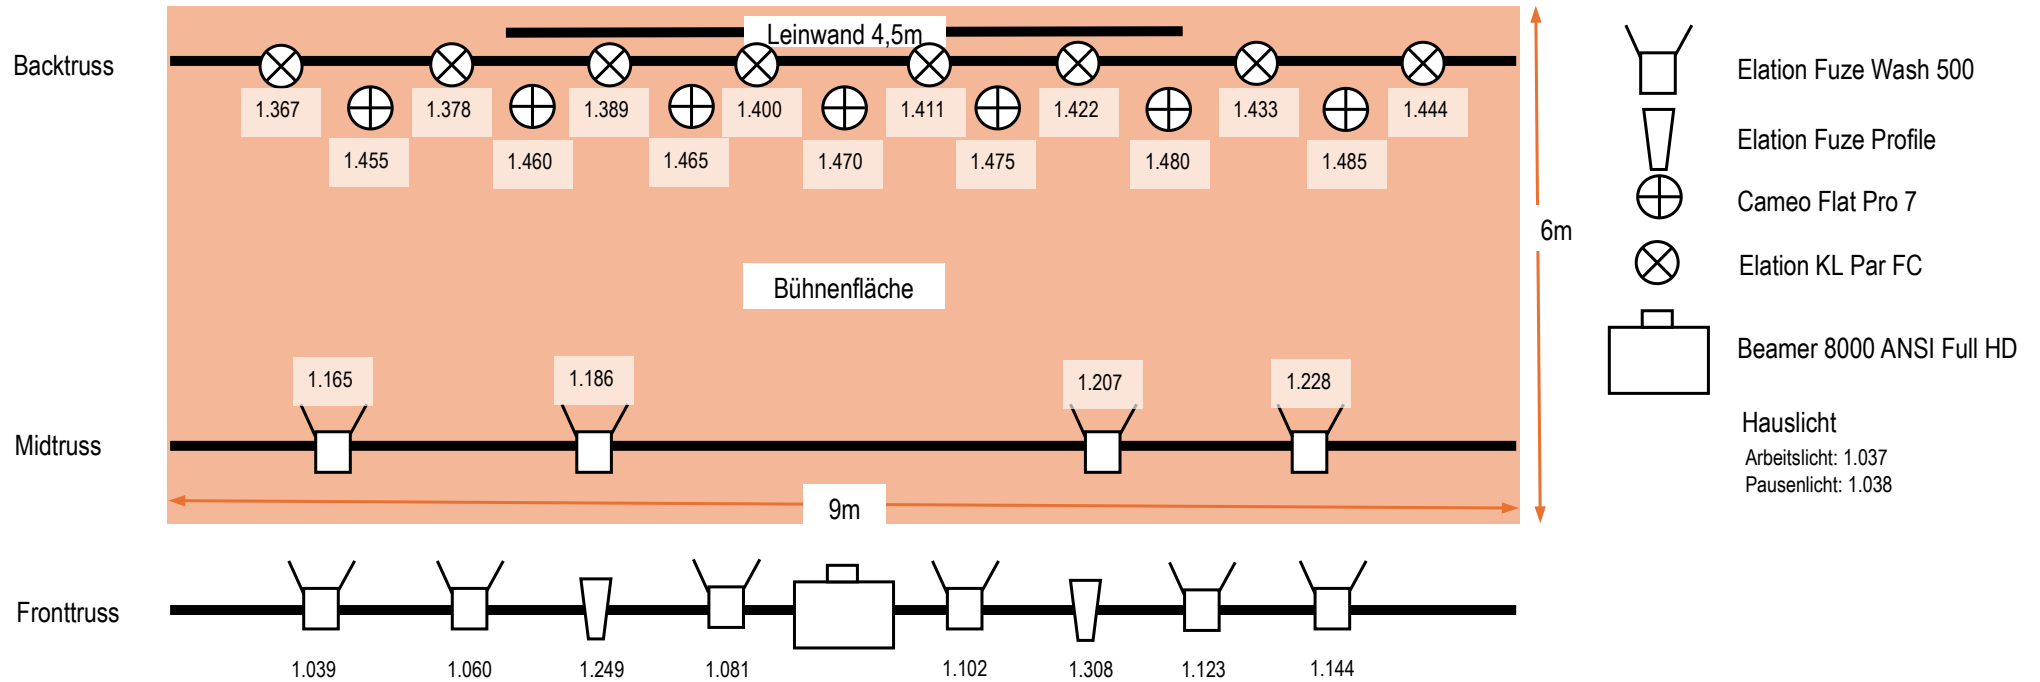 Leinwand 4,5m
Backtruss
1.367
1.378
1.389
1.400
1.411
1.422
1.433
1.444
1.455
1.460
1.465
1.470
1.475
1.480
1.485
6m
Bühnenfläche
1.165
1.186
1.207
1.228
Midtruss
9m
Fronttruss
1.039
1.060
1.249
1.081
1.102
1.308
1.123
1.144
Elation Fuze Wash 500
Elation Fuze Profile
Cameo Flat Pro 7
Elation KL Par FC
Beamer 8000 ANSI Full HD
Hauslicht
Arbeitslicht: 1.037
Pausenlicht: 1.038